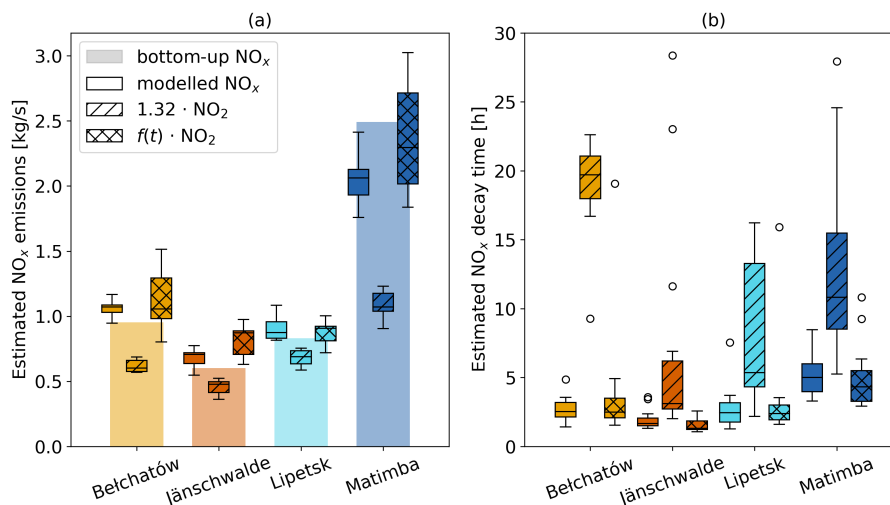 (a)
Estimated NOₓ emissions [kg/s]
3.0
2.5
2.0
1.5
1.0
0.5
0.0
bottom-up NOₓ
modelled NOₓ
1.32 · NO₂
f(t) · NO₂
Bełchatów
Jänschwalde
Lipetsk
Matimba
(b)
Estimated NOₓ decay time [h]
30
25
20
15
10
5
0
Bełchatów
Jänschwalde
Lipetsk
Matimba